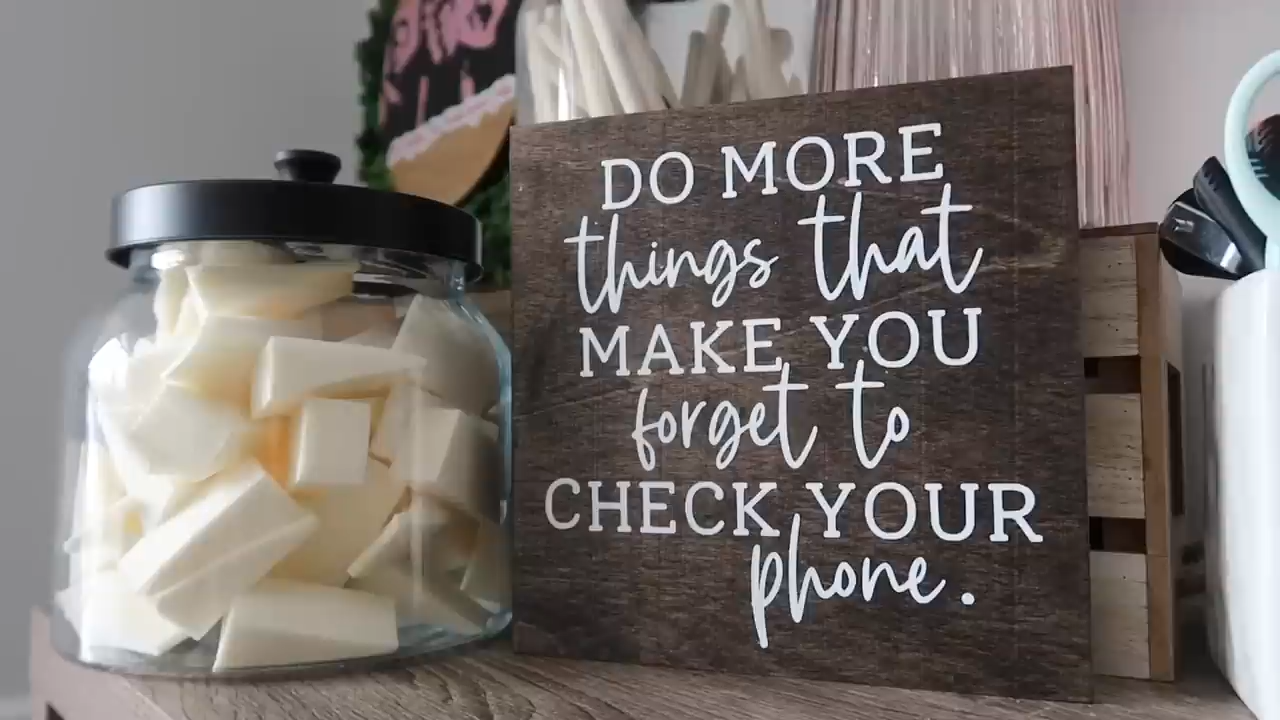 DO MORE
things that
MAKE YOU
forget to
CHECK YOUR
phone.